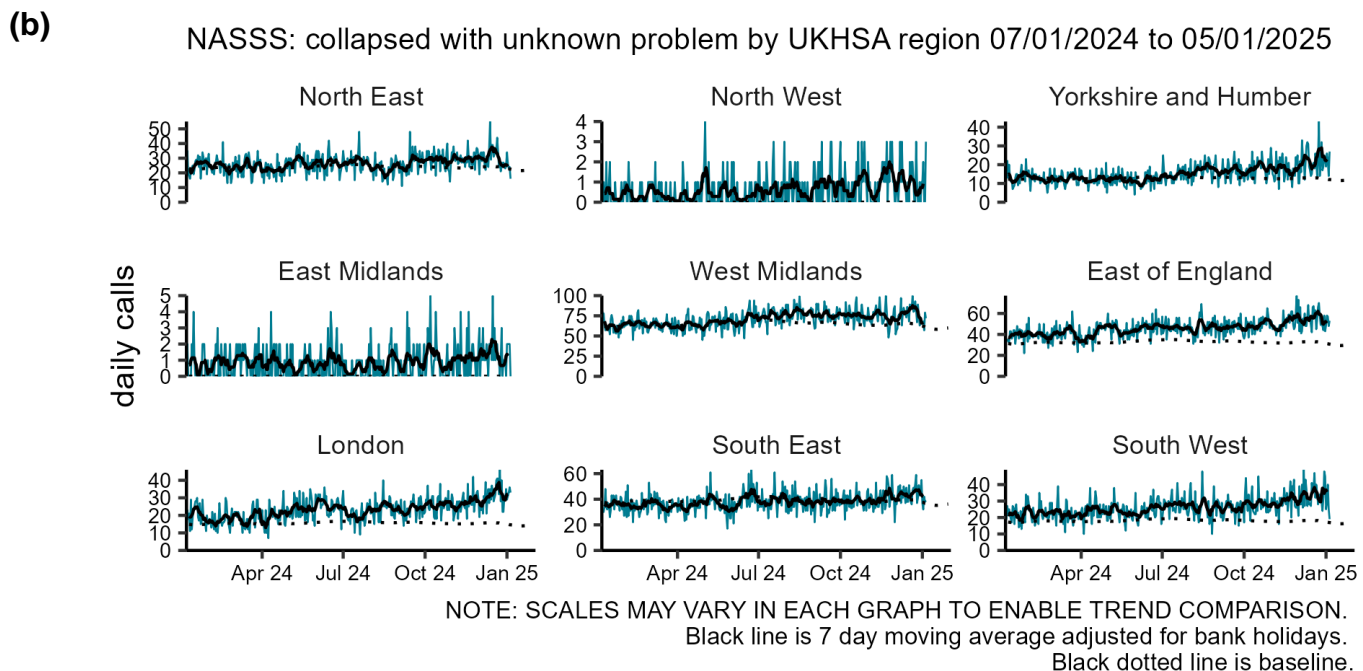 (b)
NASSS: collapsed with unknown problem by UKHSA region 07/01/2024 to 05/01/2025
daily calls
North East
50
40
30
20
10
0
North West
4
3
2
1
0
Yorkshire and Humber
40
30
20
10
0
East Midlands
5
4
3
2
1
0
West Midlands
100
75
50
25
0
East of England
60
40
20
0
London
40
30
20
10
0
Apr 24 Jul 24 Oct 24 Jan 25
South East
60
40
20
0
Apr 24 Jul 24 Oct 24 Jan 25
South West
40
30
20
10
0
Apr 24 Jul 24 Oct 24 Jan 25
NOTE: SCALES MAY VARY IN EACH GRAPH TO ENABLE TREND COMPARISON.
Black line is 7 day moving average adjusted for bank holidays.
Black dotted line is baseline.